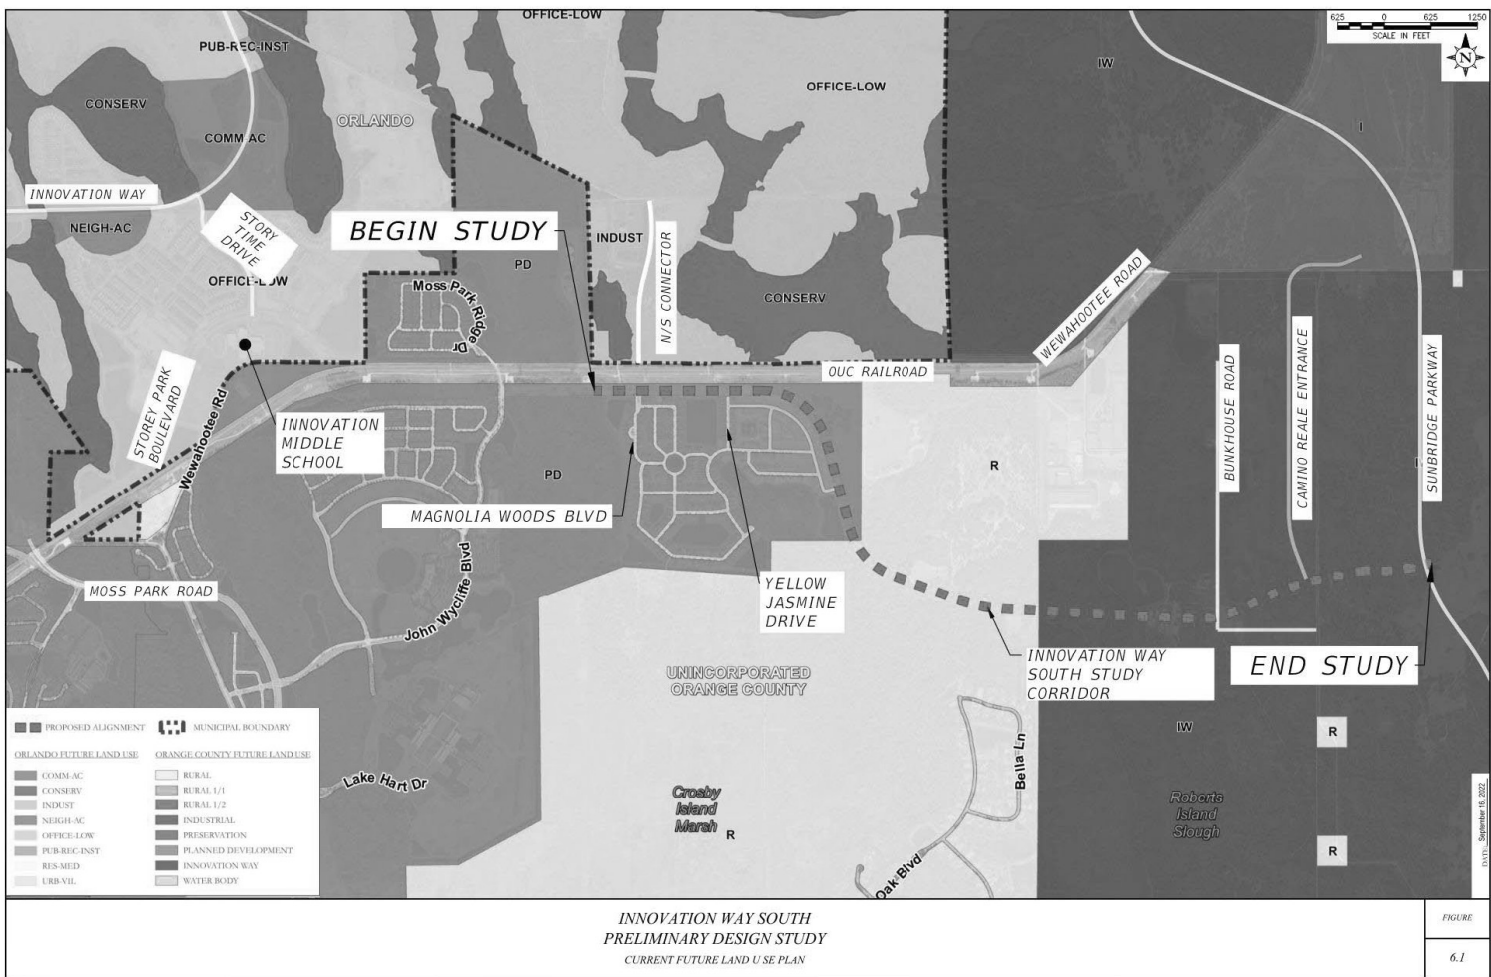 OFFICE-LOW
625 0 625 1250
SCALE IN FEET
N
PUB-REC-INST
IW
OFFICE-LOW
CONSERV
ORLANDO
I
COMM-AC
INNOVATION WAY
NEIGH-AC
STORY
TIME
DRIVE
BEGIN STUDY
INDUST
N/S CONNECTOR
PD
OFFICE-LOW
Moss Park Ridge Dr
CONSERV
WEWAHOOTEE ROAD
OUC RAILROAD
STOREY PARK
BOULEVARD
Wewahootee Rd
INNOVATION
MIDDLE
SCHOOL
BUNKHOUSE ROAD
CAMINO REALE ENTRANCE
SUNBRIDGE PARKWAY
R
I
PD
MAGNOLIA WOODS BLVD
MOSS PARK ROAD
John Wycliffe Blvd
YELLOW
JASMINE
DRIVE
UNINCORPORATED
ORANGE COUNTY
INNOVATION WAY
SOUTH STUDY
CORRIDOR
END STUDY
IW
R
Bella Ln
Lake Hart Dr
Crosby
Island
Marsh
R
Roberts
Island
Slough
R
Oak Blvd
PROPOSED ALIGNMENT
MUNICIPAL BOUNDARY
ORLANDO FUTURE LAND USE
COMM-AC
CONSERV
INDUST
NEIGH-AC
OFFICE-LOW
PUB-REC-INST
RES-MED
URB-VIL
ORANGE COUNTY FUTURE LAND USE
RURAL
RURAL 1/1
RURAL 1/2
INDUSTRIAL
PRESERVATION
PLANNED DEVELOPMENT
INNOVATION WAY
WATER BODY
DATE: September 16, 2022
INNOVATION WAY SOUTH
PRELIMINARY DESIGN STUDY
CURRENT FUTURE LAND U SE PLAN
FIGURE
6.1